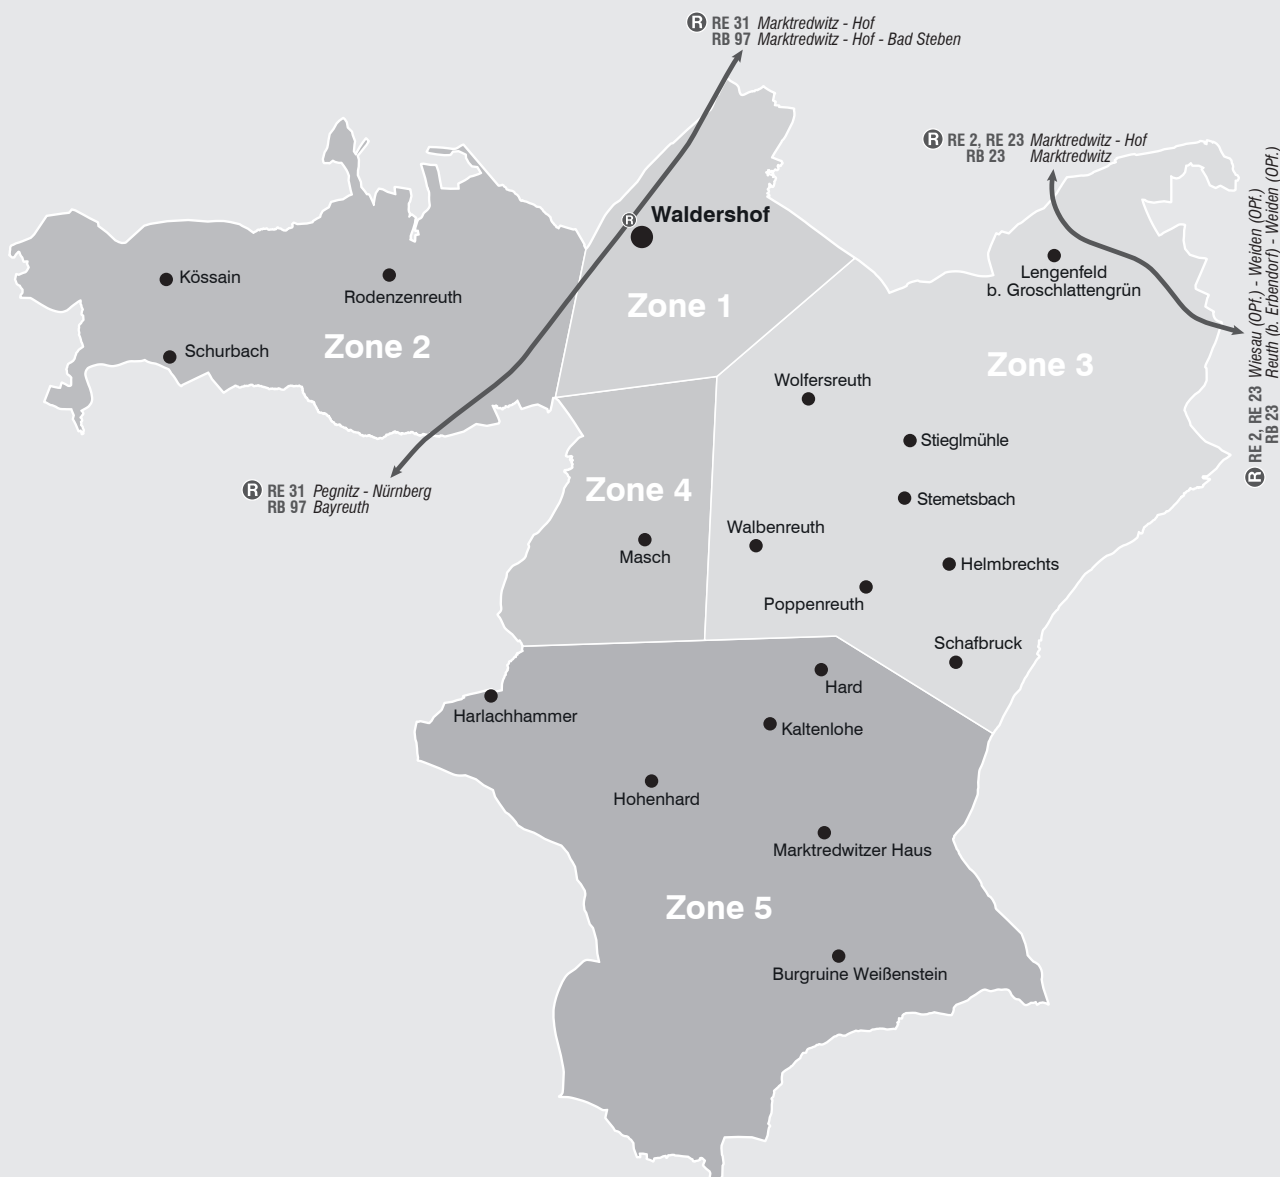 R RE 31 Marktredwitz - Hof
RB 97 Marktredwitz - Hof - Bad Steben
R RE 2, RE 23 Marktredwitz - Hof
RB 23 Marktredwitz
R Waldershof
Kössain
Rodenzenreuth
Lengenfeld
b. Groschlattengrün
Zone 1
Schurbach
Zone 2
Zone 3
Wolfersreuth
Stieglmühle
R RE 2, RE 23 Wiesau (OPf.) - Weiden (OPf.)
RB 23 Reuth (b. Erbendorf) - Weiden (OPf.)
R RE 31 Pegnitz - Nürnberg
RB 97 Bayreuth
Zone 4
Stemetsbach
Walbenreuth
Masch
Helmbrechts
Poppenreuth
Schafbruck
Hard
Harlachhammer
Kaltenlohe
Hohenhard
Marktredwitzer Haus
Zone 5
Burgruine Weißenstein